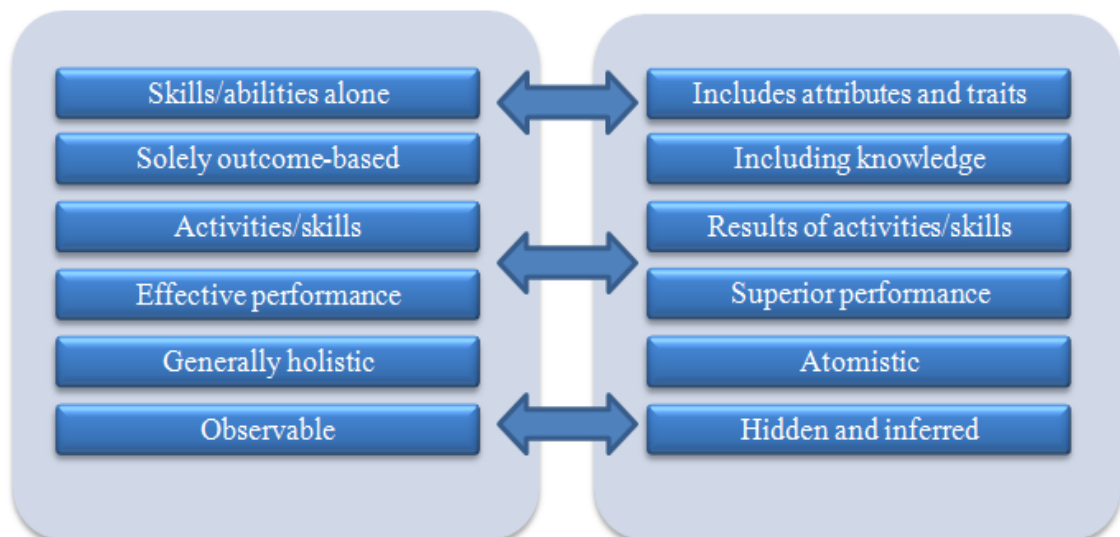 Skills/abilities alone
Includes attributes and traits
Solely outcome-based
Including knowledge
Activities/skills
Results of activities/skills
Effective performance
Superior performance
Generally holistic
Atomistic
Observable
Hidden and inferred